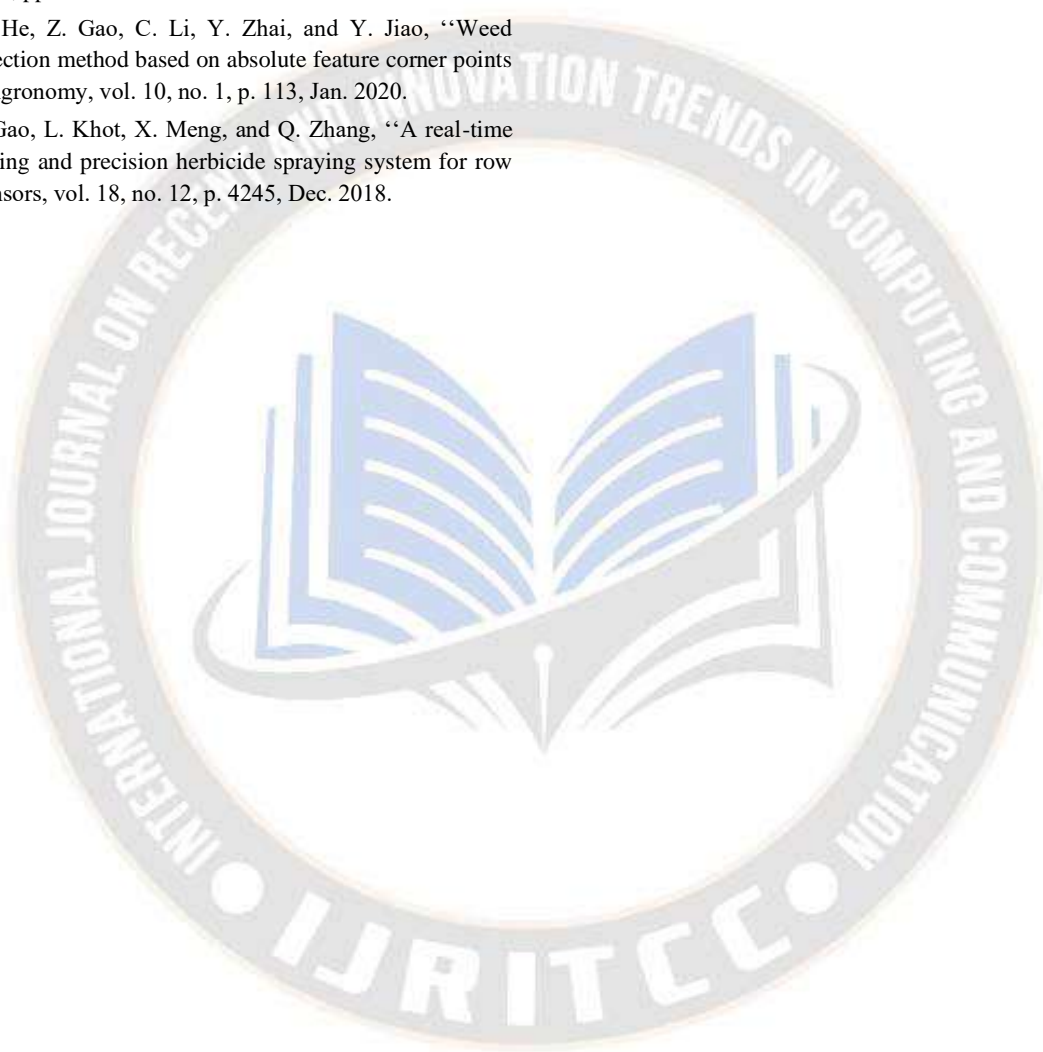 He, Z. Gao, C. Li, Y. Zhai, and Y. Jiao, ‘‘Weed
ection method based on absolute feature corner points
gronomy, vol. 10, no. 1, p. 113, Jan. 2020.
Gao, L. Khot, X. Meng, and Q. Zhang, ‘‘A real-time
ing and precision herbicide spraying system for row
nsors, vol. 18, no. 12, p. 4245, Dec. 2018.
INTERNATIONAL JOURNAL ON RECENT AND INNOVATION TRENDS IN COMPUTING AND COMMUNICATION
IJRITCC